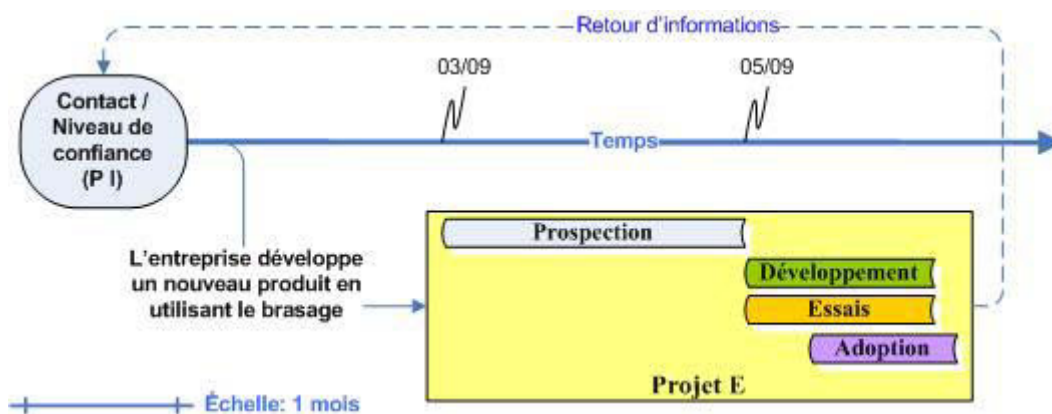 Retour d'informations
03/09
05/09
Contact /
Niveau de
confiance
(P I)
Temps
L'entreprise développe
un nouveau produit en
utilisant le brasage
Prospection
Développement
Essais
Adoption
Projet E
Échelle: 1 mois